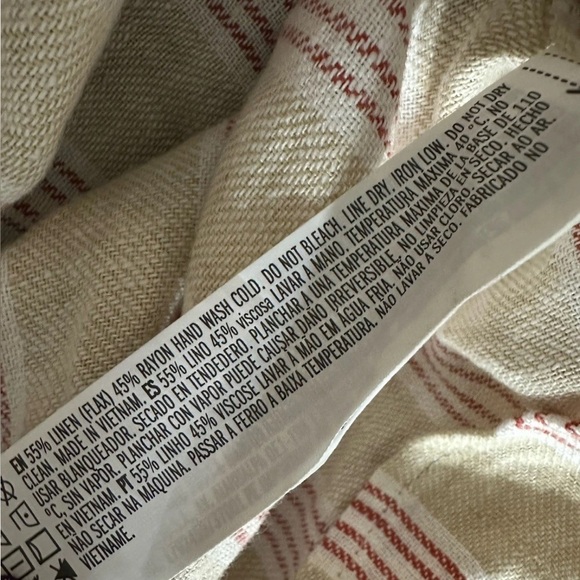 EN 55% LINEN (FLAX) 45% RAYON HAND WASH COLD. DO NOT BLEACH. LINE DRY. IRON LOW. DO NOT DRY
CLEAN. MADE IN VIETNAM. ES 55% LINO 45% viscosa LAVAR A MANO. TEMPERATURA MÁXIMA 40 °C. NO
USAR BLANQUEADOR. SECADO EN TENDEDERO. PLANCHAR A UNA TEMPERATURA MÁXIMA DE BASE DE 110
°C, SIN VAPOR. PLANCHAR CON VAPOR PUEDE CAUSAR DAÑO IRREVERSIBLE. NO LIMPIEZA EN SECO. HECHO
EN VIETNAM. PT 55% LINHO 45% VISCOSE. LAVAR À MÃO EM ÁGUA FRIA, NÃO USAR CLORO, SECAR AO AR.
NÃO SECAR NA MÁQUINA. PASSAR A FERRO A BAIXA TEMPERATURA. NÃO LAVAR A SECO. FABRICADO NO
VIETNAME.